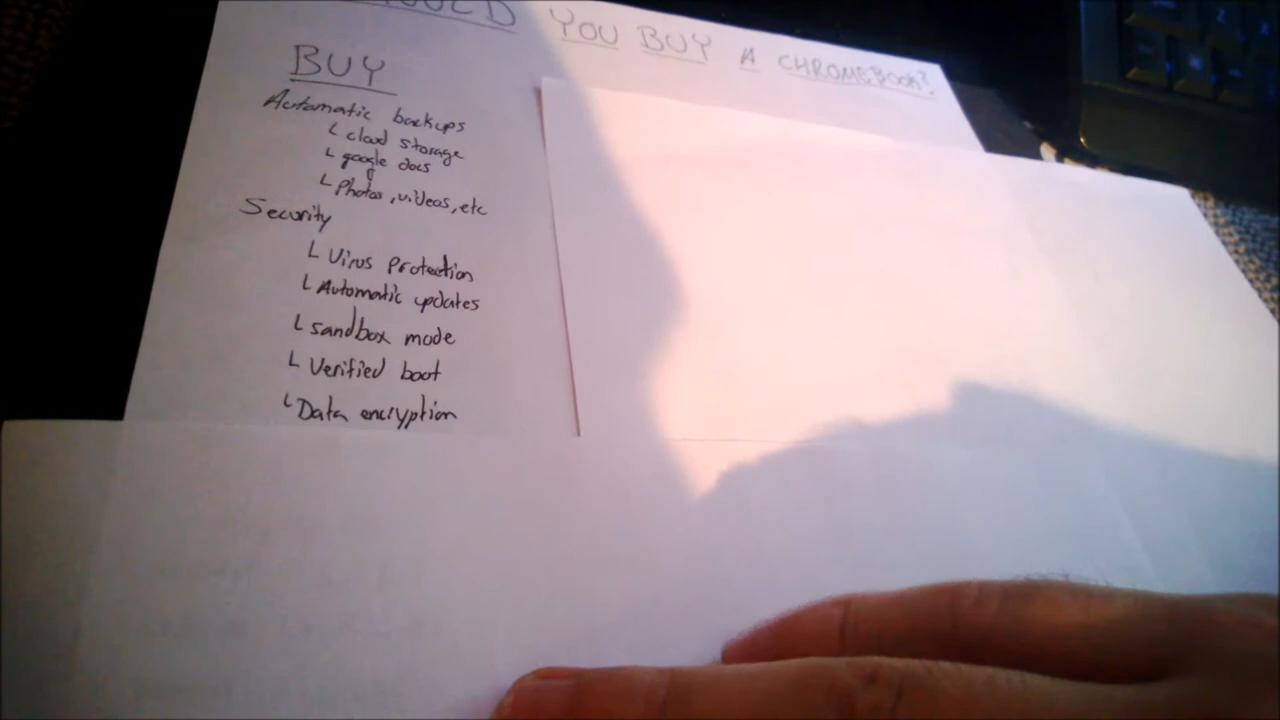 YOU BUY A CHROMEBOOK?
BUY
Automatic backups
cloud storage
google docs
Photos, videos, etc
Security
Virus Protection
Automatic updates
sandbox mode
Verified boot
Data encryption